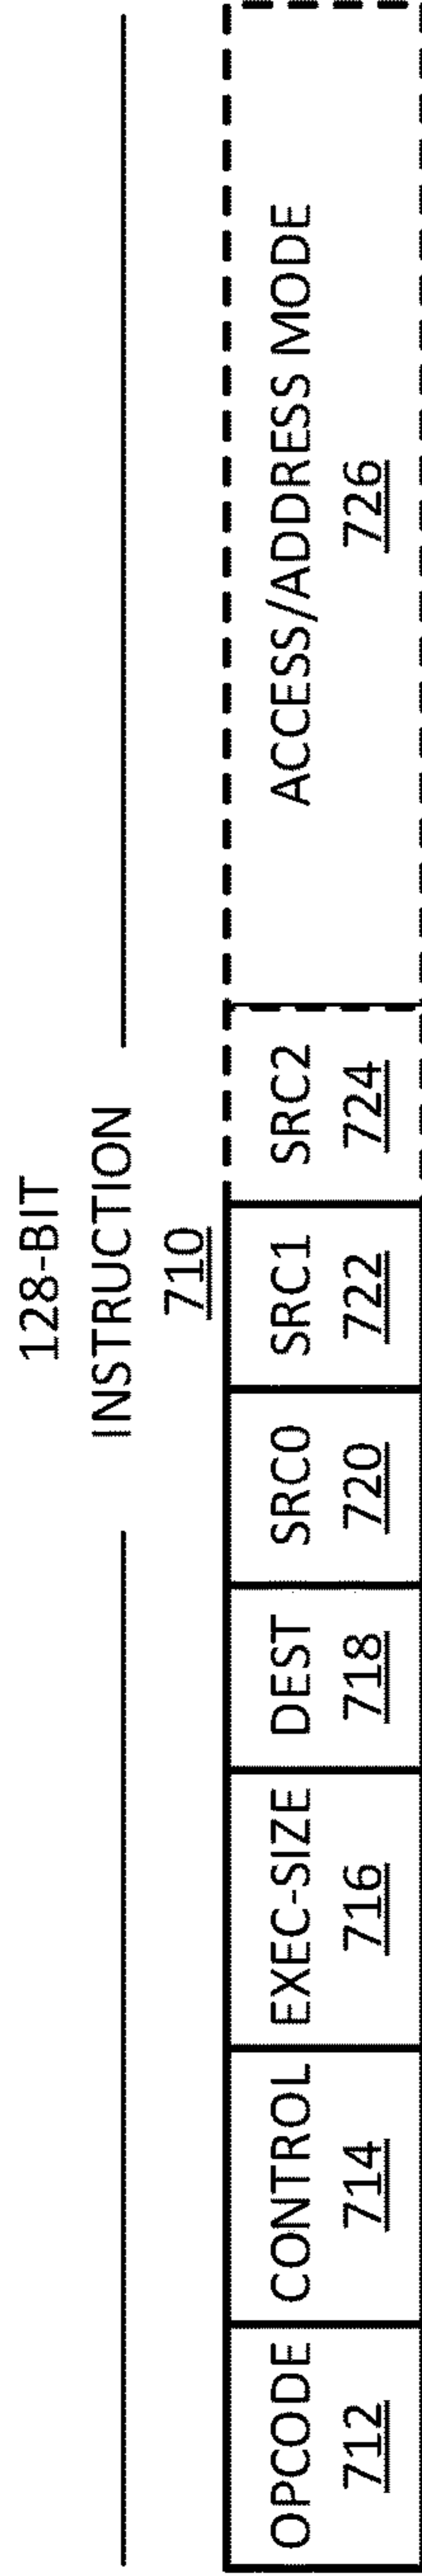 128-BIT
INSTRUCTION
710
OPCODE
712
CONTROL
714
EXEC-SIZE
716
DEST
718
SRC0
720
SRC1
722
SRC2
724
ACCESS/ADDRESS MODE
726